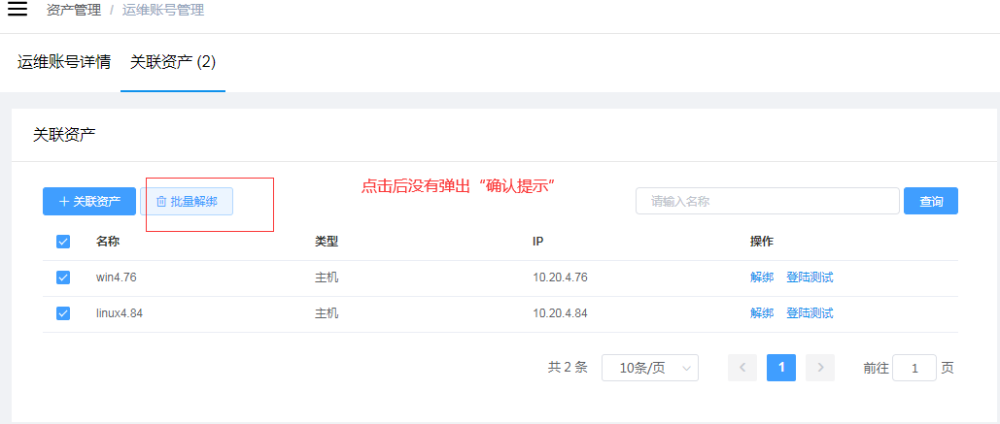 资产管理 / 运维账号管理
运维账号详情 关联资产 (2)
关联资产
点击后没有弹出“确认提示”
+ 关联资产 批量解绑 请输入名称 查询
名称 类型 IP 操作
win4.76 主机 10.20.4.76 解绑 登陆测试
linux4.84 主机 10.20.4.84 解绑 登陆测试
共 2 条 10条/页 < 1 > 前往 1 页